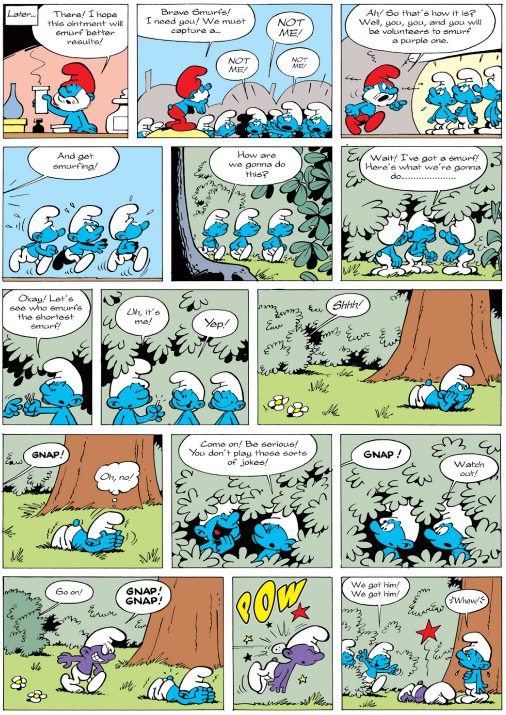 Later...
There! I hope
this ointment will
smurf better
results!
Brave Smurfs!
I need you! We must
capture a...
NOT
ME!
NOT
ME!
NOT
ME!
Ah! So that's how it is?
Well, you, you, and you will
be volunteers to smurf
a purple one.
And get
smurfing!
How are
we gonna do
this?
Wait! I've got a smurf!
Here's what we're gonna
do..................
Okay! Let's
see who smurfs
the shortest
smurf!
Uh, it's
me!
Yep!
Shhh!
GNAP!
Oh, no!
Come on! Be serious!
You don't play those sorts
of jokes!
GNAP!
Watch
out!
Go on!
GNAP!
GNAP!
POW
We got him!
We got him!
Whew!